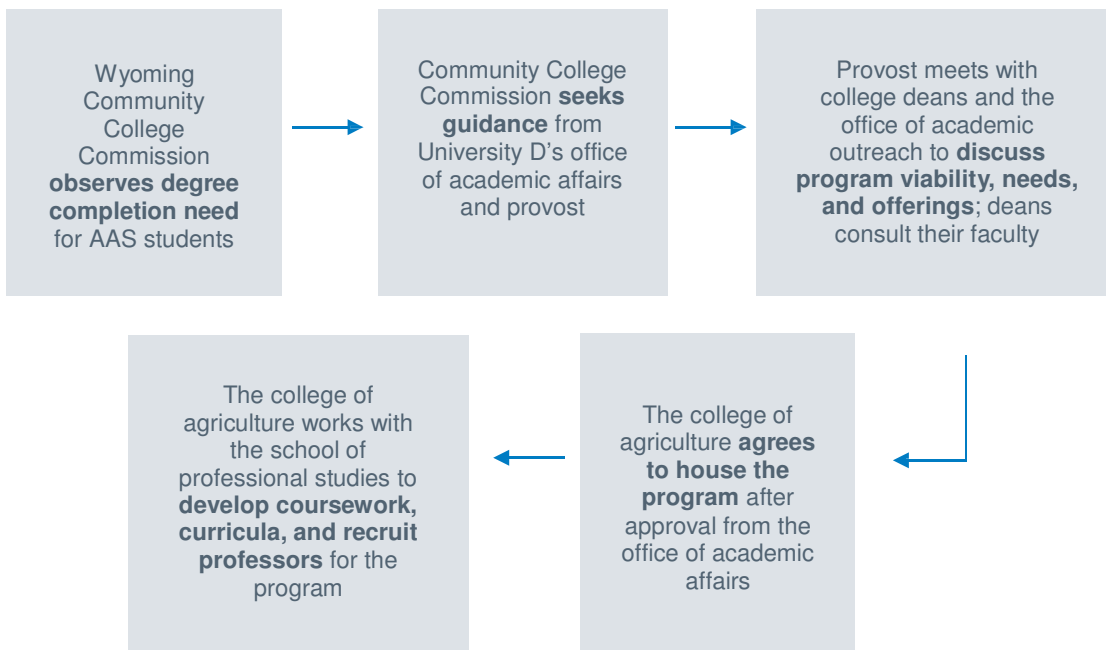 Wyoming
Community
College
Commission
observes degree
completion need
for AAS students
Community College
Commission seeks
guidance from
University D's office
of academic affairs
and provost
Provost meets with
college deans and the
office of academic
outreach to discuss
program viability, needs,
and offerings; deans
consult their faculty
The college of
agriculture agrees
to house the
program after
approval from the
office of academic
affairs
The college of
agriculture works with
the school of
professional studies to
develop coursework,
curricula, and recruit
professors for the
program